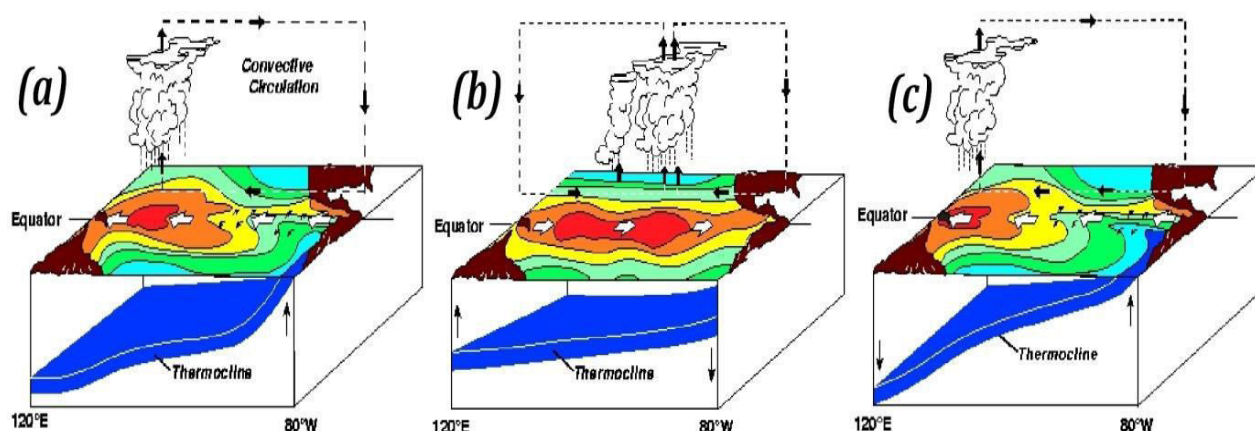 (a)
Convective
Circulation
Equator
Thermocline
120°E
80°W
(b)
Equator
Thermocline
120°E
80°W
(c)
Equator
Thermocline
120°E
80°W